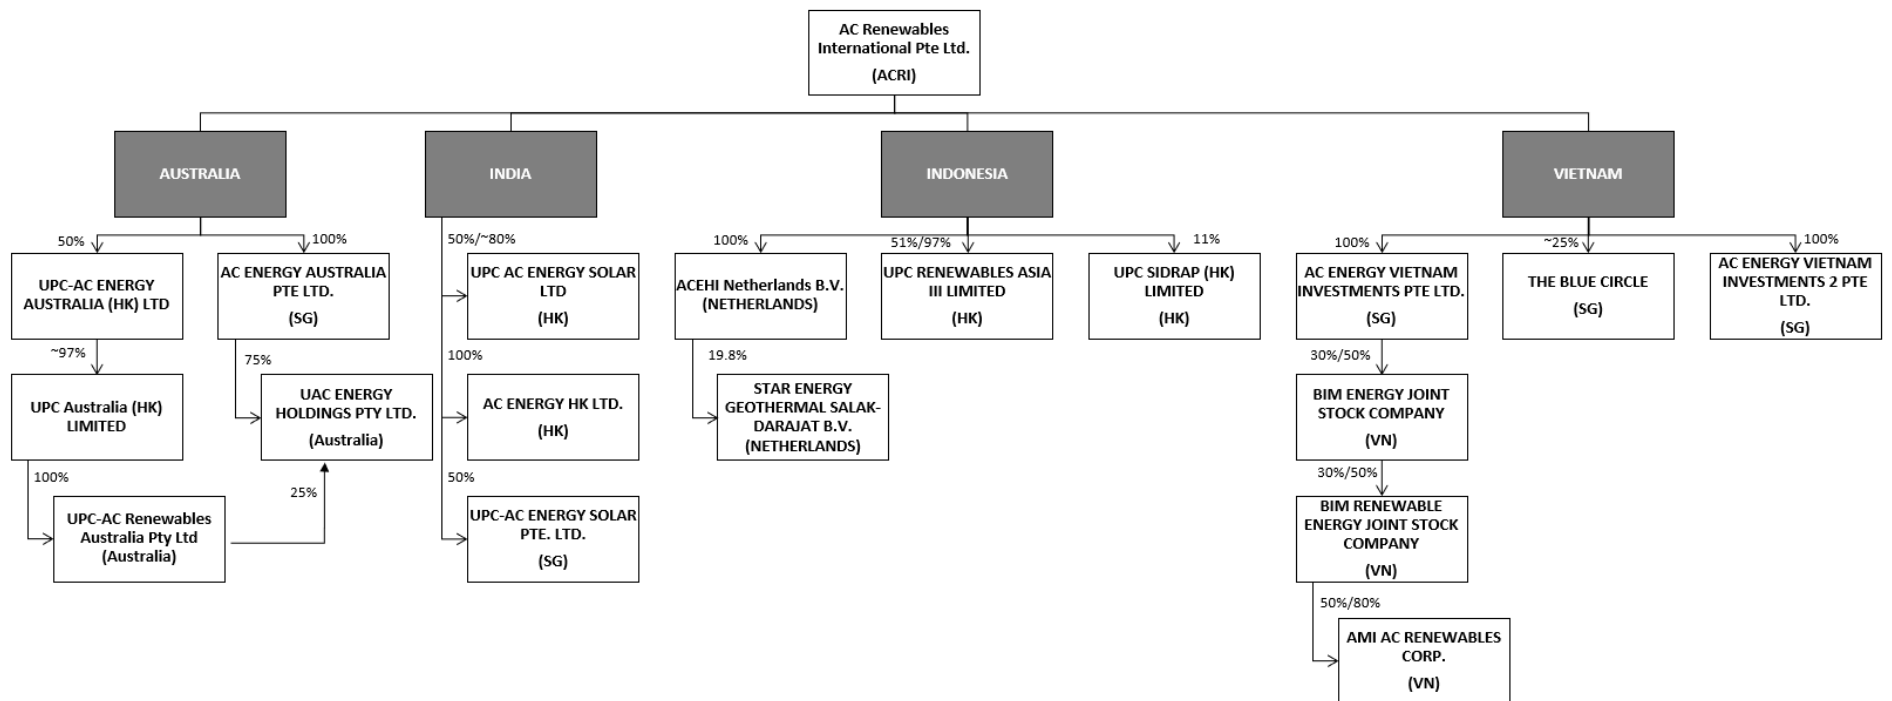 AC Renewables
International Pte Ltd.
(ACRI)
AUSTRALIA
INDIA
INDONESIA
VIETNAM
50%
100%
50%/~80%
100%
51%/97%
11%
100%
~25%
100%
UPC-AC ENERGY
AUSTRALIA (HK) LTD
AC ENERGY AUSTRALIA
PTE LTD.
(SG)
UPC AC ENERGY SOLAR
LTD
(HK)
ACEHI Netherlands B.V.
(NETHERLANDS)
UPC RENEWABLES ASIA
III LIMITED
(HK)
UPC SIDRAP (HK)
LIMITED
(HK)
AC ENERGY VIETNAM
INVESTMENTS PTE LTD.
(SG)
THE BLUE CIRCLE
(SG)
AC ENERGY VIETNAM
INVESTMENTS 2 PTE
LTD.
(SG)
~97%
75%
100%
19.8%
30%/50%
UPC Australia (HK)
LIMITED
UAC ENERGY
HOLDINGS PTY LTD.
(Australia)
AC ENERGY HK LTD.
(HK)
STAR ENERGY
GEOTHERMAL SALAK-
DARAJAT B.V.
(NETHERLANDS)
BIM ENERGY JOINT
STOCK COMPANY
(VN)
100%
25%
50%
30%/50%
UPC-AC Renewables
Australia Pty Ltd
(Australia)
UPC-AC ENERGY SOLAR
PTE. LTD.
(SG)
BIM RENEWABLE
ENERGY JOINT STOCK
COMPANY
(VN)
50%/80%
AMI AC RENEWABLES
CORP.
(VN)